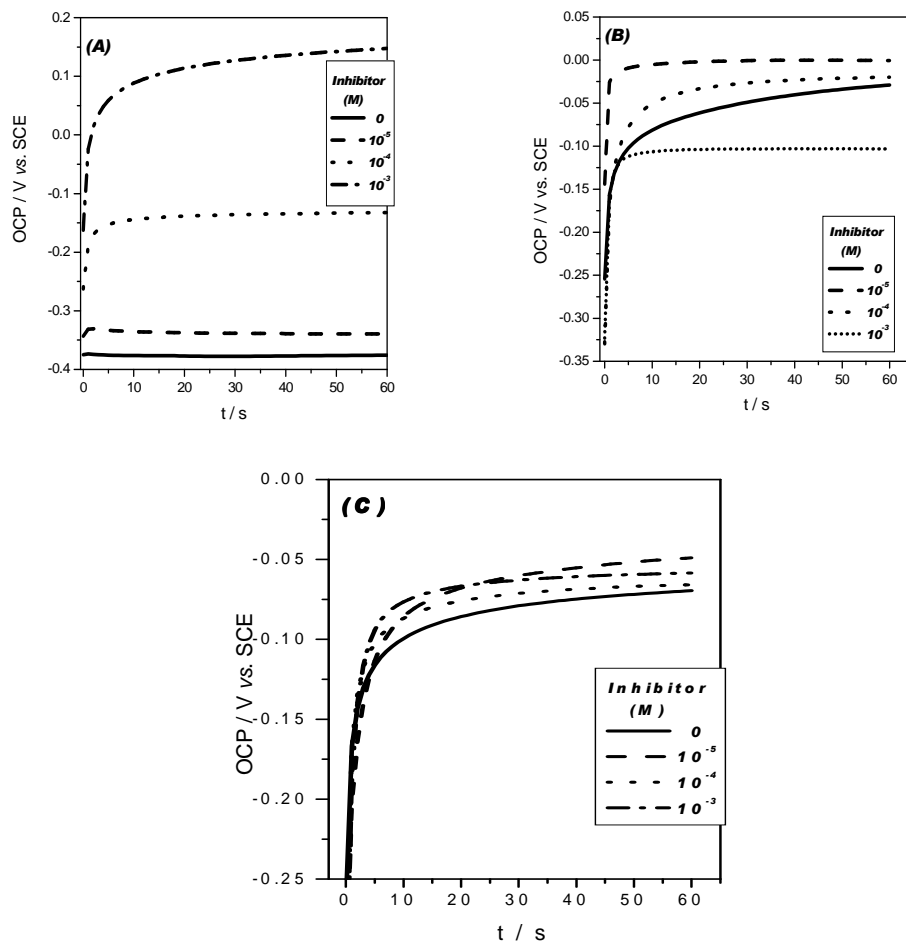 (A)
0.2
0.1
0.0
-0.1
-0.2
-0.3
-0.4
OCP / V vs. SCE
0 10 20 30 40 50 60
t / s
Inhibitor
(M)
0
10⁻⁵
10⁻⁴
10⁻³
(B)
0.05
0.00
-0.05
-0.10
-0.15
-0.20
-0.25
-0.30
-0.35
OCP / V vs. SCE
0 10 20 30 40 50 60
t / s
Inhibitor
(M)
0
10⁻⁵
10⁻⁴
10⁻³
(C)
0.00
-0.05
-0.10
-0.15
-0.20
-0.25
OCP / V vs. SCE
0 10 20 30 40 50 60
t / s
Inhibitor
(M)
0
10⁻⁵
10⁻⁴
10⁻³